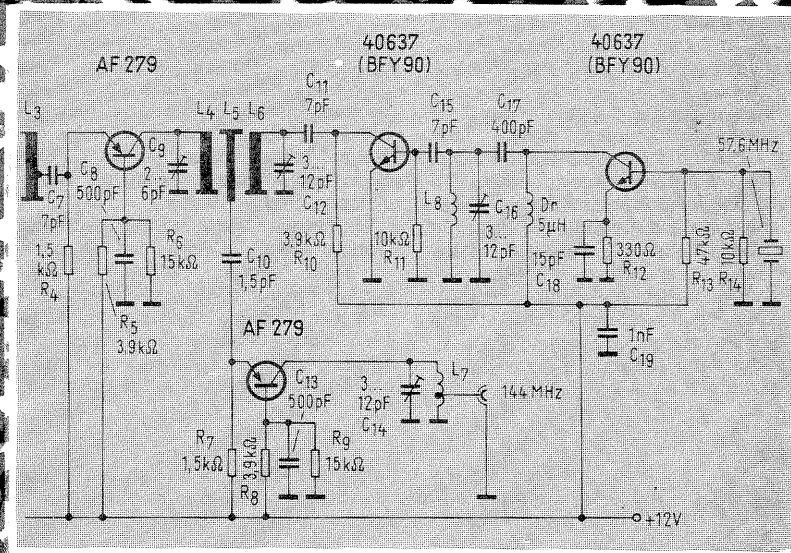 AF 279
40637
(BFY90)
40637
(BFY90)
L3
L4
L5
L6
C11
7pF
C15
7pF
C17
400pF
57,6MHz
C8
500pF
C9
2...
6pF
3...
12pF
C12
C7
7pF
L8
C16
3...
12pF
Dr
5µH
1,5
kΩ
R4
R6
15kΩ
R5
3,9kΩ
C10
1,5pF
3,9kΩ
R10
10kΩ
R11
15pF
C18
330Ω
R12
47kΩ
R13
10kΩ
R14
1nF
C19
AF 279
C13
500pF
3...
12pF
C14
L7
144MHz
R7
1,5kΩ
3,9kΩ
R8
R9
15kΩ
+12V